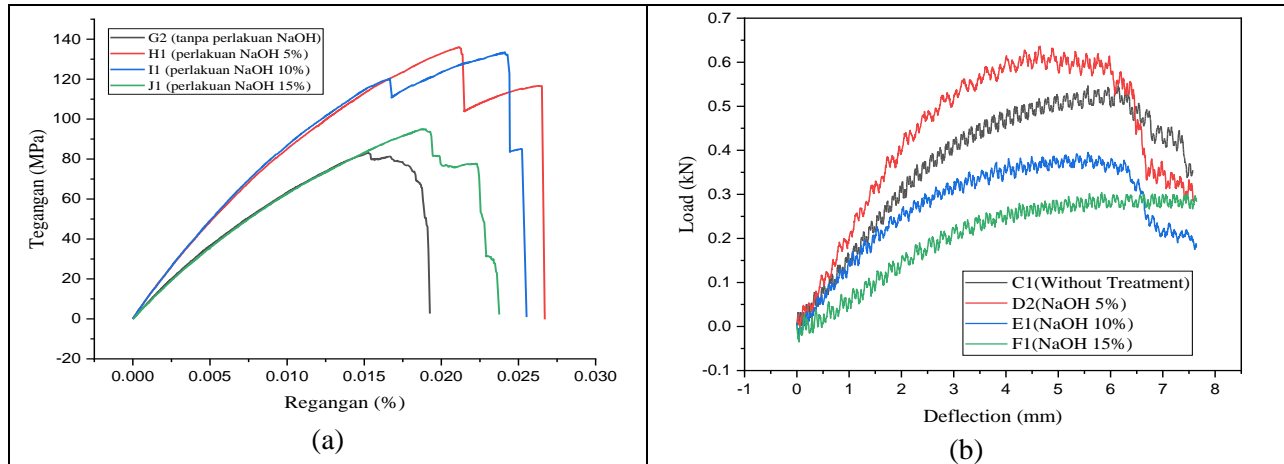 140
120
100
80
60
40
20
0
-20
Tegangan (MPa)
G2 (tanpa perlakuan NaOH)
H1 (perlakuan NaOH 5%)
I1 (perlakuan NaOH 10%)
J1 (perlakuan NaOH 15%)
0.000 0.005 0.010 0.015 0.020 0.025 0.030
Regangan (%)
(a)
0.7
0.6
0.5
0.4
0.3
0.2
0.1
0.0
-0.1
Load (kN)
C1(Without Treatment)
D2(NaOH 5%)
E1(NaOH 10%)
F1(NaOH 15%)
-1 0 1 2 3 4 5 6 7 8
Deflection (mm)
(b)